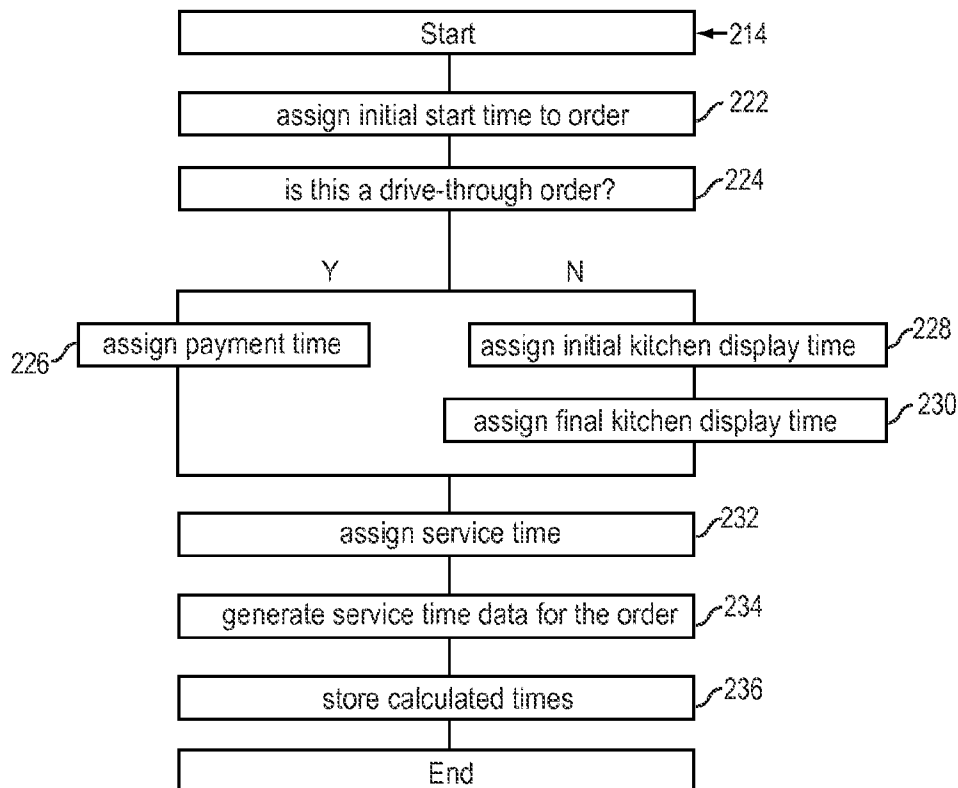 Start
214
assign initial start time to order
222
is this a drive-through order?
224
Y
N
assign payment time
226
assign initial kitchen display time
228
assign final kitchen display time
230
assign service time
232
generate service time data for the order
234
store calculated times
236
End